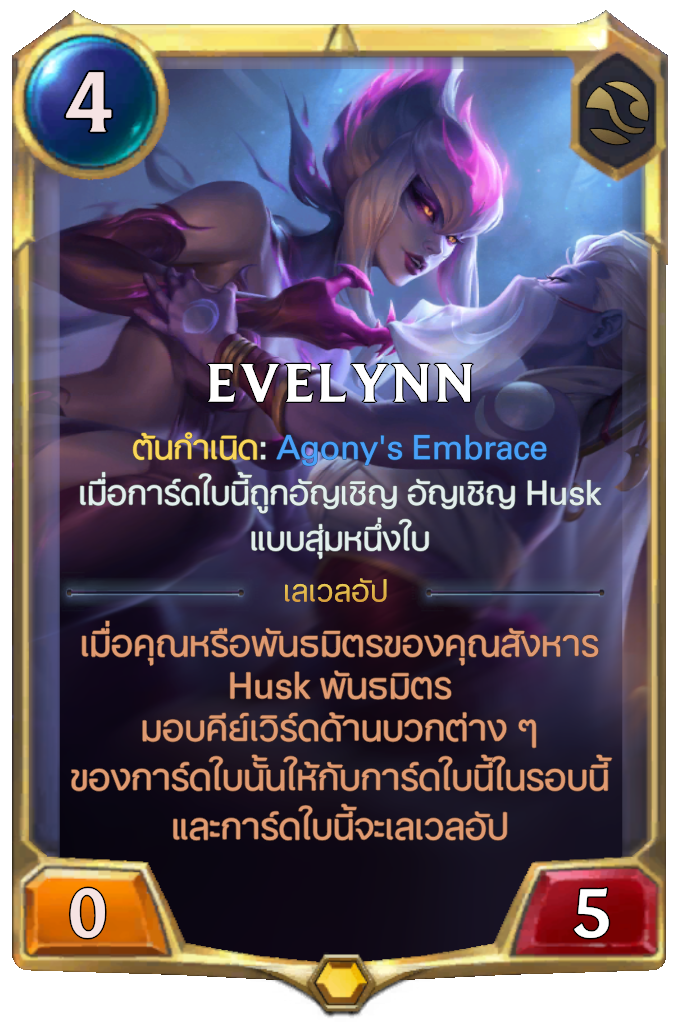 4
EVELYNN
ต้นกำเนิด: Agony's Embrace
เมื่อการ์ดใบนี้ถูกอัญเชิญ อัญเชิญ Husk
แบบสุ่มหนึ่งใบ
เลเวลอัป
เมื่อคุณหรือพันธมิตรของคุณสังหาร
Husk พันธมิตร
มอบคีย์เวิร์ดด้านบวกต่าง ๆ
ของการ์ดใบนั้นให้กับการ์ดใบนี้ในรอบนี้
และการ์ดใบนี้จะเลเวลอัป
0
5